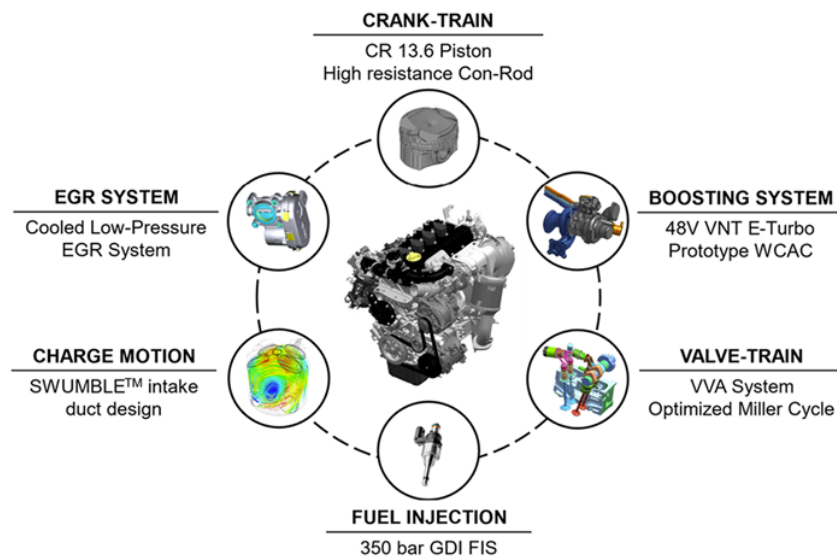 CRANK-TRAIN
CR 13.6 Piston
High resistance Con-Rod
EGR SYSTEM
Cooled Low-Pressure
EGR System
BOOSTING SYSTEM
48V VNT E-Turbo
Prototype WCAC
CHARGE MOTION
SWUMBLE™ intake
duct design
VALVE-TRAIN
VVA System
Optimized Miller Cycle
FUEL INJECTION
350 bar GDI FIS